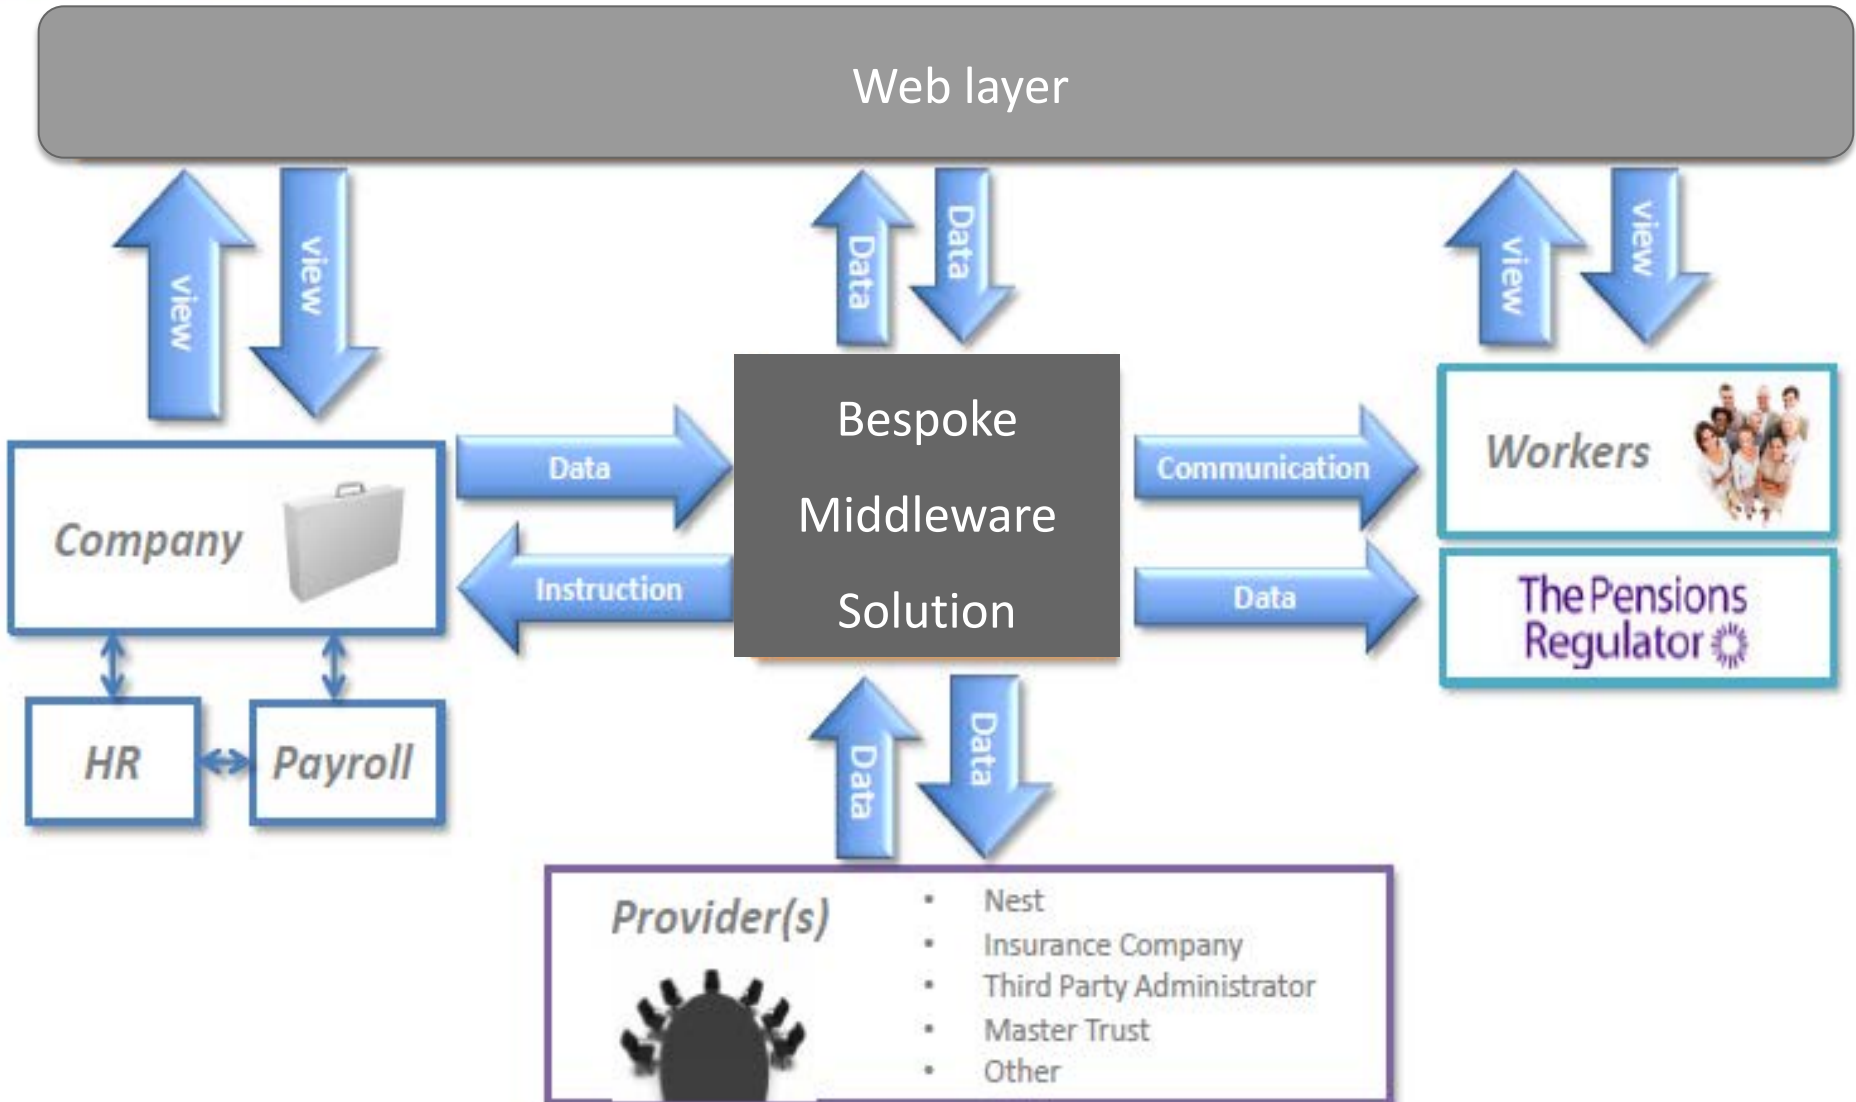 Web layer
view
view
Data
Data
view
view
Bespoke
Middleware
Solution
Company
Data
Instruction
Communication
Data
Workers
The Pensions
Regulator
HR
Payroll
Data
Data
Provider(s)
• Nest
• Insurance Company
• Third Party Administrator
• Master Trust
• Other